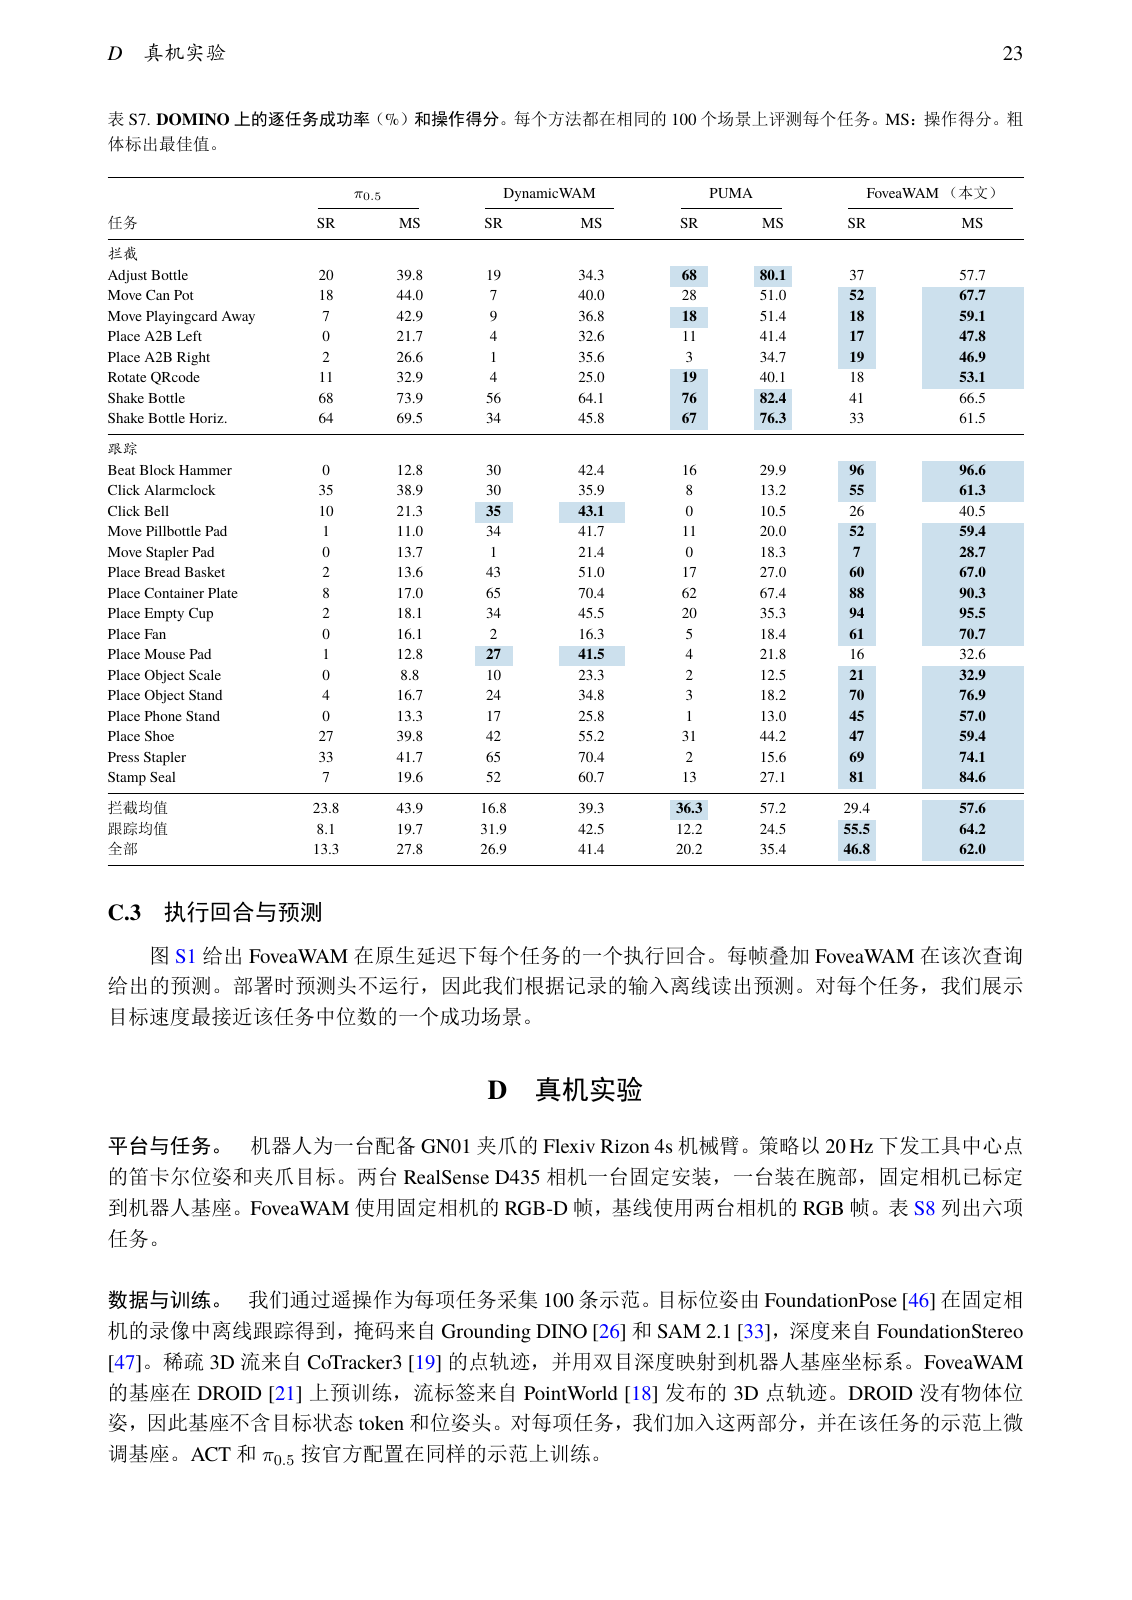 D 真机实验 23
表 S7. DOMINO 上的逐任务成功率（%）和操作得分。每个方法都在相同的 100 个场景上评测每个任务。MS：操作得分。粗
体标出最佳值。
π0.5 DynamicWAM PUMA FoveaWAM （本文）
任务 SR MS SR MS SR MS SR MS
拦截
Adjust Bottle 20 39.8 19 34.3 68 80.1 37 57.7
Move Can Pot 18 44.0 7 40.0 28 51.0 52 67.7
Move Playingcard Away 7 42.9 9 36.8 18 51.4 18 59.1
Place A2B Left 0 21.7 4 32.6 11 41.4 17 47.8
Place A2B Right 2 26.6 1 35.6 3 34.7 19 46.9
Rotate QRcode 11 32.9 4 25.0 19 40.1 18 53.1
Shake Bottle 68 73.9 56 64.1 76 82.4 41 66.5
Shake Bottle Horiz. 64 69.5 34 45.8 67 76.3 33 61.5
跟踪
Beat Block Hammer 0 12.8 30 42.4 16 29.9 96 96.6
Click Alarmclock 35 38.9 30 35.9 8 13.2 55 61.3
Click Bell 10 21.3 35 43.1 0 10.5 26 40.5
Move Pillbottle Pad 1 11.0 34 41.7 11 20.0 52 59.4
Move Stapler Pad 0 13.7 1 21.4 0 18.3 7 28.7
Place Bread Basket 2 13.6 43 51.0 17 27.0 60 67.0
Place Container Plate 8 17.0 65 70.4 62 67.4 88 90.3
Place Empty Cup 2 18.1 34 45.5 20 35.3 94 95.5
Place Fan 0 16.1 2 16.3 5 18.4 61 70.7
Place Mouse Pad 1 12.8 27 41.5 4 21.8 16 32.6
Place Object Scale 0 8.8 10 23.3 2 12.5 21 32.9
Place Object Stand 4 16.7 24 34.8 3 18.2 70 76.9
Place Phone Stand 0 13.3 17 25.8 1 13.0 45 57.0
Place Shoe 27 39.8 42 55.2 31 44.2 47 59.4
Press Stapler 33 41.7 65 70.4 2 15.6 69 74.1
Stamp Seal 7 19.6 52 60.7 13 27.1 81 84.6
拦截均值 23.8 43.9 16.8 39.3 36.3 57.2 29.4 57.6
跟踪均值 8.1 19.7 31.9 42.5 12.2 24.5 55.5 64.2
全部 13.3 27.8 26.9 41.4 20.2 35.4 46.8 62.0
C.3 执行回合与预测
图 S1 给出 FoveaWAM 在原生延迟下每个任务的一个执行回合。每帧叠加 FoveaWAM 在该次查询
给出的预测。部署时预测头不运行，因此我们根据记录的输入离线读出预测。对每个任务，我们展示
目标速度最接近该任务中位数的一个成功场景。
D 真机实验
平台与任务。 机器人为一台配备 GN01 夹爪的 Flexiv Rizon 4s 机械臂。策略以 20 Hz 下发工具中心点
的笛卡尔位姿和夹爪目标。两台 RealSense D435 相机一台固定安装，一台装在腕部，固定相机已标定
到机器人基座。FoveaWAM 使用固定相机的 RGB-D 帧，基线使用两台相机的 RGB 帧。表 S8 列出六项
任务。
数据与训练。 我们通过遥操作为每项任务采集 100 条示范。目标位姿由 FoundationPose [46] 在固定相
机的录像中离线跟踪得到，掩码来自 Grounding DINO [26] 和 SAM 2.1 [33]，深度来自 FoundationStereo
[47]。稀疏 3D 流来自 CoTracker3 [19] 的点轨迹，并用双目深度映射到机器人基座坐标系。FoveaWAM
的基座在 DROID [21] 上预训练，流标签来自 PointWorld [18] 发布的 3D 点轨迹。DROID 没有物体位
姿，因此基座不含目标状态 token 和位姿头。对每项任务，我们加入这两部分，并在该任务的示范上微
调基座。ACT 和 π0.5 按官方配置在同样的示范上训练。